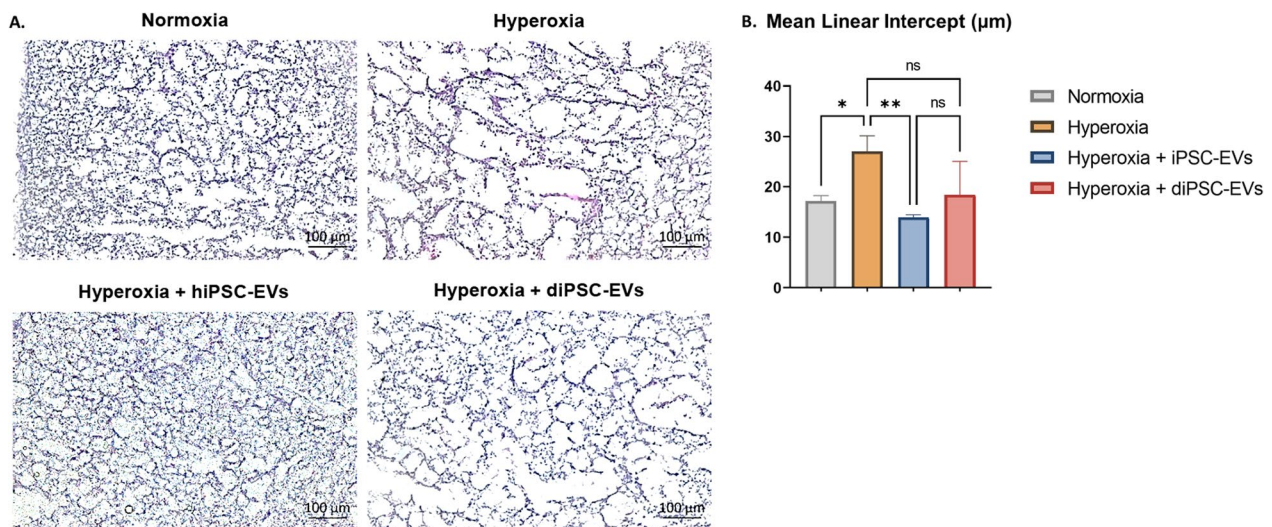 A.
Normoxia
Hyperoxia
100 µm
100 µm
Hyperoxia + hiPSC-EVs
Hyperoxia + diPSC-EVs
100 µm
100 µm
B. Mean Linear Intercept (µm)
ns
* ** ns
40
30
20
10
0
Normoxia
Hyperoxia
Hyperoxia + iPSC-EVs
Hyperoxia + diPSC-EVs